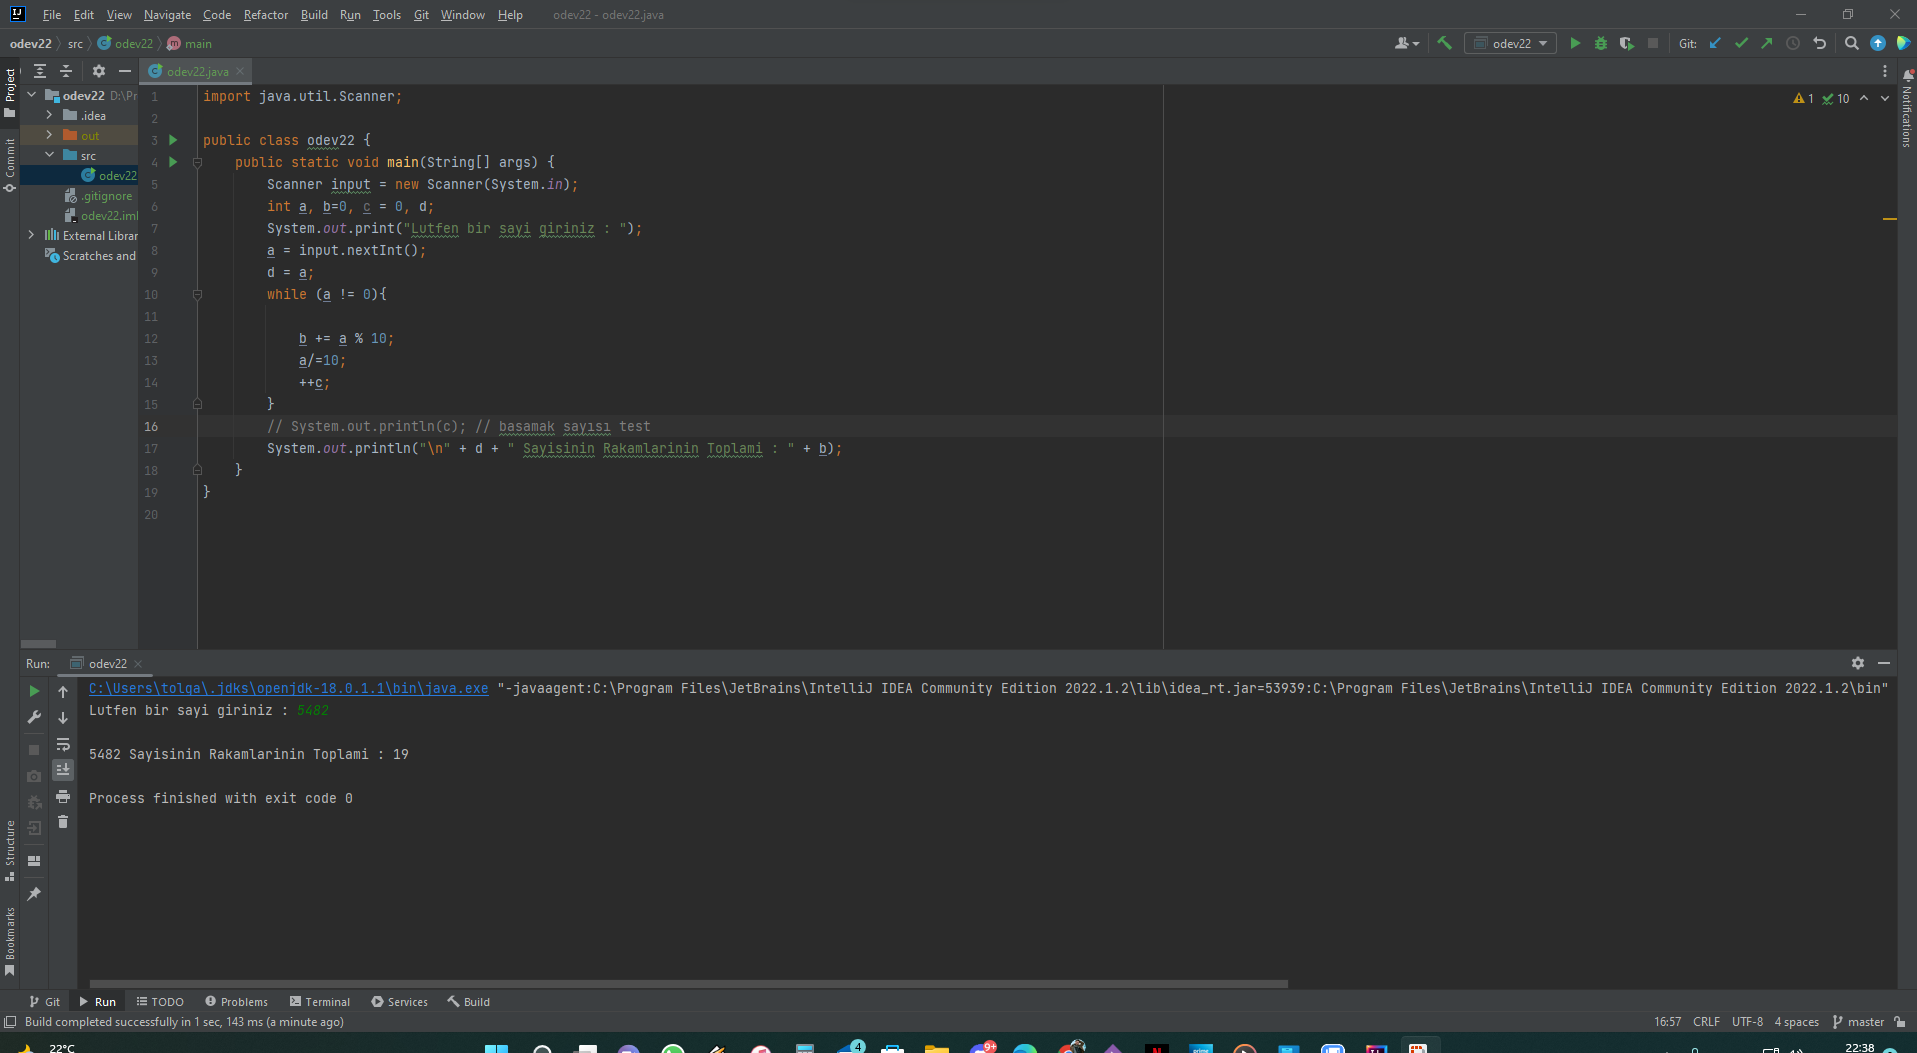 File Edit View Navigate Code Refactor Build Run Tools Git Window Help odev22 - odev22.java
odev22 src odev22 main
odev22 Git:
Project
odev22.java
odev22 D:\Pr
.idea
out
src
odev22
.gitignore
odev22.iml
External Librar
Scratches and
Commit
Notifications
1 10
1 import java.util.Scanner;
2
3 public class odev22 {
4 public static void main(String[] args) {
5 Scanner input = new Scanner(System.in);
6 int a, b=0, c = 0, d;
7 System.out.print("Lutfen bir sayi giriniz : ");
8 a = input.nextInt();
9 d = a;
10 while (a != 0){
11
12 b += a % 10;
13 a/=10;
14 ++c;
15 }
16 // System.out.println(c); // basamak sayısı test
17 System.out.println("\n" + d + " Sayisinin Rakamlarinin Toplami : " + b);
18 }
19 }
20
Run: odev22
C:\Users\tolga\.jdks\openjdk-18.0.1.1\bin\java.exe "-javaagent:C:\Program Files\JetBrains\IntelliJ IDEA Community Edition 2022.1.2\lib\idea_rt.jar=53939:C:\Program Files\JetBrains\IntelliJ IDEA Community Edition 2022.1.2\bin"
Lutfen bir sayi giriniz : 5482
5482 Sayisinin Rakamlarinin Toplami : 19
Process finished with exit code 0
Structure
Bookmarks
Git Run TODO Problems Terminal Services Build
Build completed successfully in 1 sec, 143 ms (a minute ago)
16:57 CRLF UTF-8 4 spaces master
22°C
4
9+
22:38